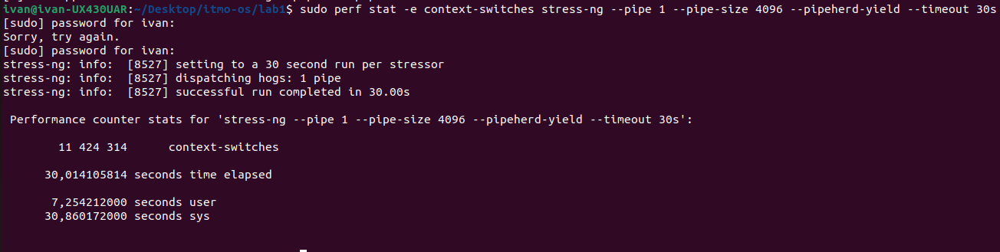 ivan@ivan-UX430UAR:~/Desktop/itmo-os/lab1$ sudo perf stat -e context-switches stress-ng --pipe 1 --pipe-size 4096 --pipeherd-yield --timeout 30s
[sudo] password for ivan:
Sorry, try again.
[sudo] password for ivan:
stress-ng: info:  [8527] setting to a 30 second run per stressor
stress-ng: info:  [8527] dispatching hogs: 1 pipe
stress-ng: info:  [8527] successful run completed in 30.00s
Performance counter stats for 'stress-ng --pipe 1 --pipe-size 4096 --pipeherd-yield --timeout 30s':
11 424 314      context-switches
30,014105814 seconds time elapsed
7,254212000 seconds user
30,860172000 seconds sys